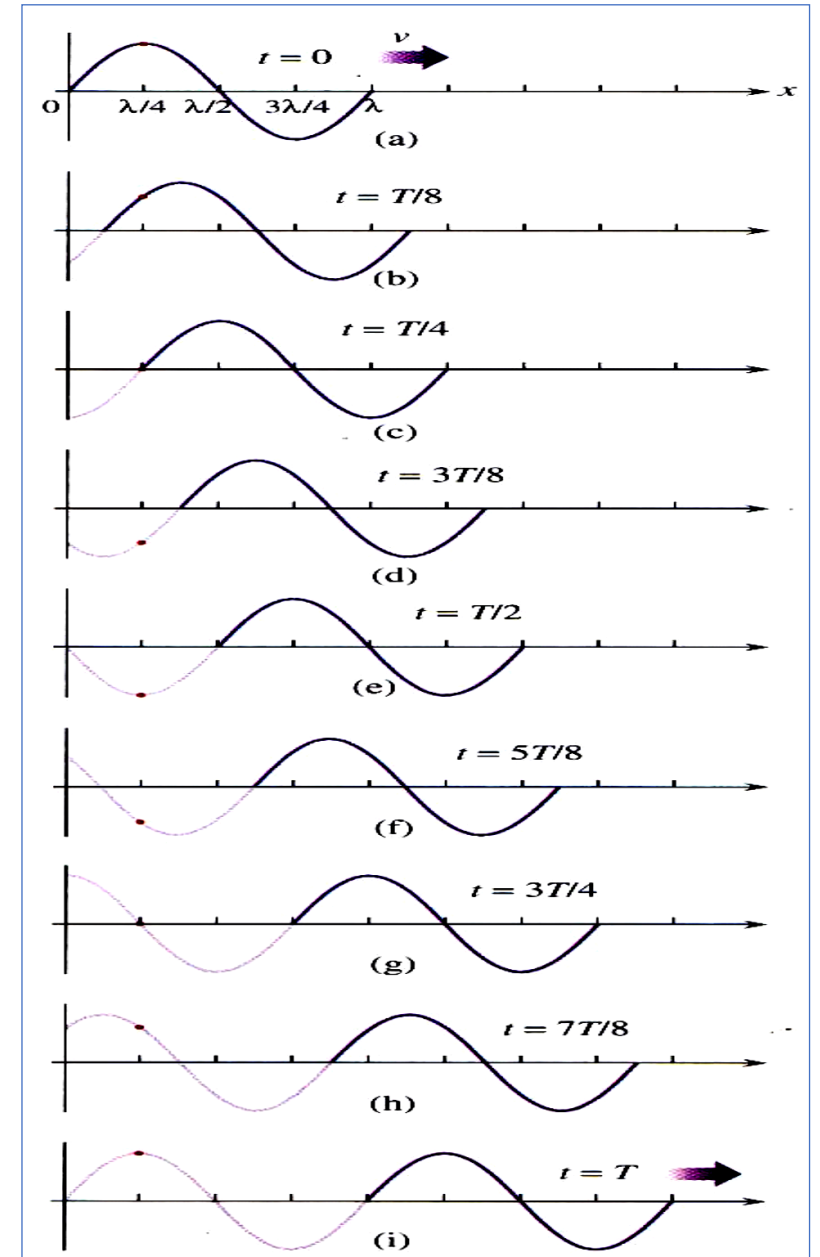 v
t = 0
x
0 λ/4 λ/2 3λ/4 λ
(a)
t = T/8
(b)
t = T/4
(c)
t = 3T/8
(d)
t = T/2
(e)
t = 5T/8
(f)
t = 3T/4
(g)
t = 7T/8
(h)
t = T
(i)